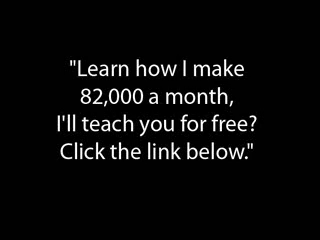 "Learn how I make
82,000 a month,
I'll teach you for free?
Click the link below."